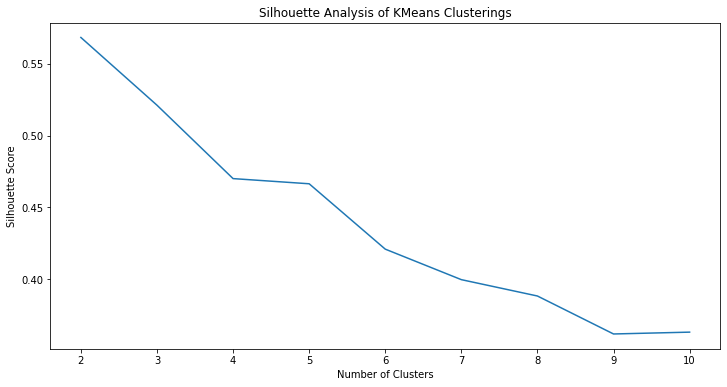 Silhouette Analysis of KMeans Clusterings
0.55
0.50
0.45
0.40
Silhouette Score
2 3 4 5 6 7 8 9 10
Number of Clusters